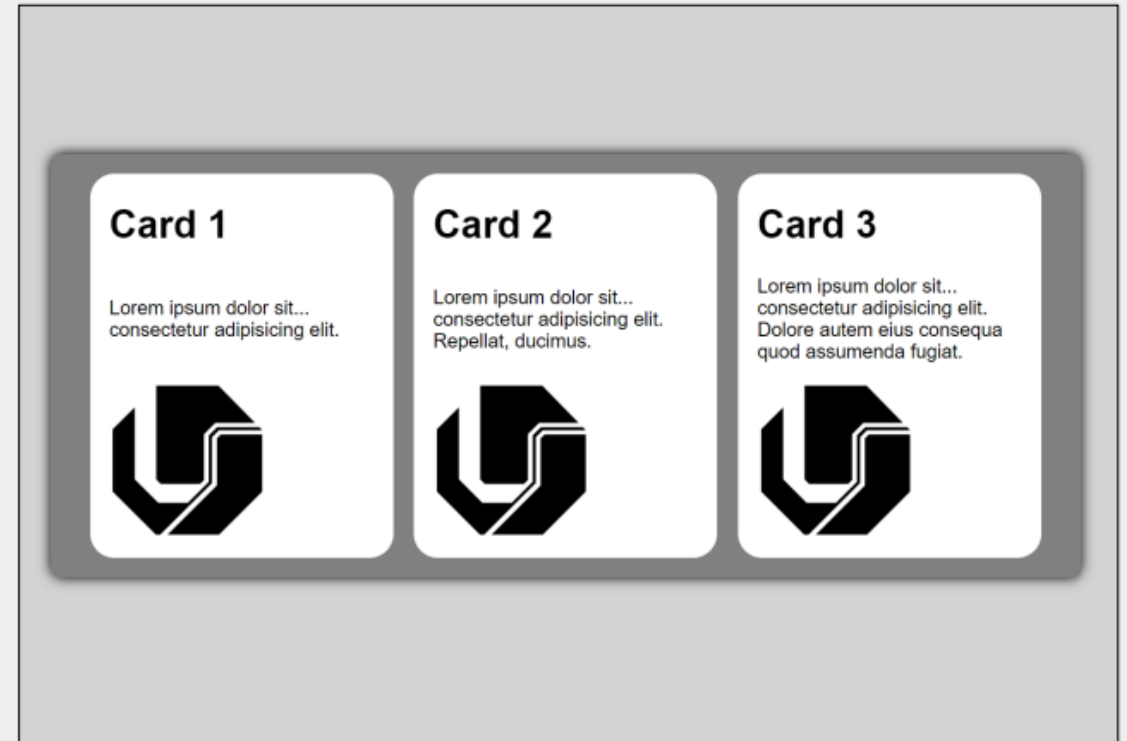 Card 1
Lorem ipsum dolor sit...
consectetur adipisicing elit.
Card 2
Lorem ipsum dolor sit...
consectetur adipisicing elit.
Repellat, ducimus.
Card 3
Lorem ipsum dolor sit...
consectetur adipisicing elit.
Dolore autem eius consequa
quod assumenda fugiat.